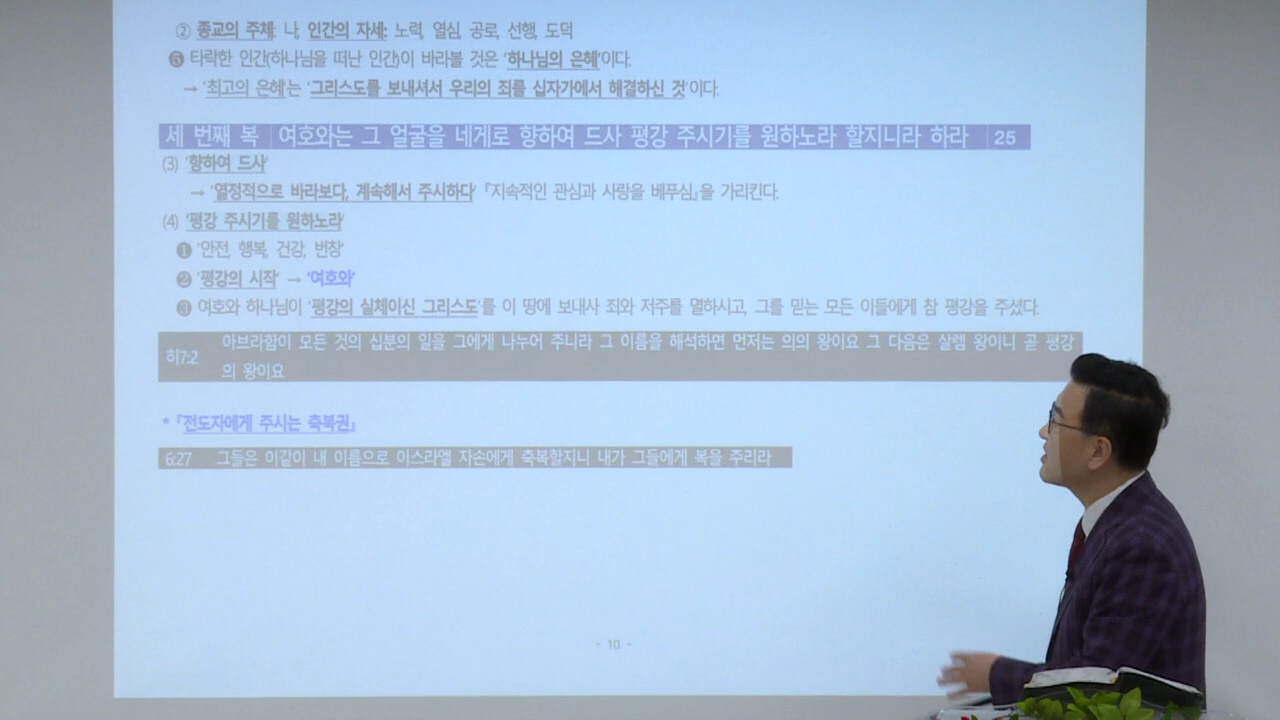 ② 종교의 주체: 나, 인간의 자세: 노력, 열심, 공로, 선행, 도덕
❺ 타락한 인간(하나님을 떠난 인간)이 바라볼 것은 '하나님의 은혜'이다.
→ '최고의 은혜'는 '그리스도를 보내셔서 우리의 죄를 십자가에서 해결하신 것'이다.
세 번째 복 여호와는 그 얼굴을 네게로 향하여 드사 평강 주시기를 원하노라 할지니라 하라 25
(3) '향하여 드사'
→ '열정적으로 바라보다, 계속해서 주시하다' 『지속적인 관심과 사랑을 베푸심』을 가리킨다.
(4) '평강 주시기를 원하노라'
❶ '안전, 행복, 건강, 번창'
❷ '평강의 시작' → '여호와'
❸ 여호와 하나님이 '평강의 실체이신 그리스도'를 이 땅에 보내사 죄와 저주를 멸하시고, 그를 믿는 모든 이들에게 참 평강을 주셨다.
히7:2 아브라함이 모든 것의 십분의 일을 그에게 나누어 주니라 그 이름을 해석하면 먼저는 의의 왕이요 그 다음은 살렘 왕이니 곧 평강
의 왕이요
* 『전도자에게 주시는 축복권』
6:27 그들은 이같이 내 이름으로 이스라엘 자손에게 축복할지니 내가 그들에게 복을 주리라
- 10 -